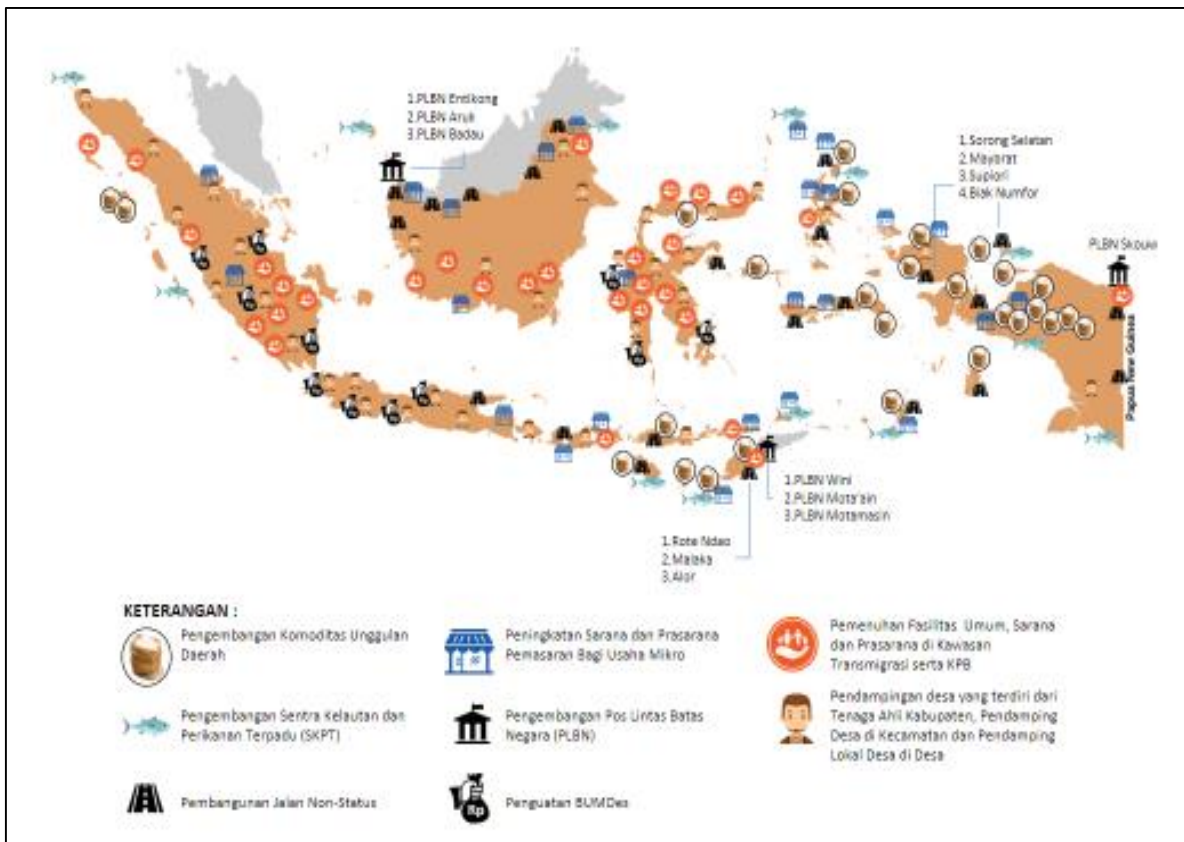 1.PLBN Entikong
2.PLBN Aruk
3.PLBN Badau
1.Sorong Selatan
2.Maybrat
3.Supiori
4.Biak Numfor
PLBN Skouw
Papua New Guinea
1.PLBN Wini
2.PLBN Mota'ain
3.PLBN Motamasin
1.Rote Ndao
2.Malaka
3.Alor
KETERANGAN :
Pengembangan Komoditas Unggulan
Daerah
Peningkatan Sarana dan Prasarana
Pemasaran Bagi Usaha Mikro
Pemenuhan Fasilitas Umum, Sarana
dan Prasarana di Kawasan
Transmigrasi serta KPB
Pengembangan Sentra Kelautan dan
Perikanan Terpadu (SKPT)
Pengembangan Pos Lintas Batas
Negara (PLBN)
Pendampingan desa yang terdiri dari
Tenaga Ahli Kabupaten, Pendamping
Desa di Kecamatan dan Pendamping
Lokal Desa di Desa
Pembangunan Jalan Non-Status
Rp
Penguatan BUMDes